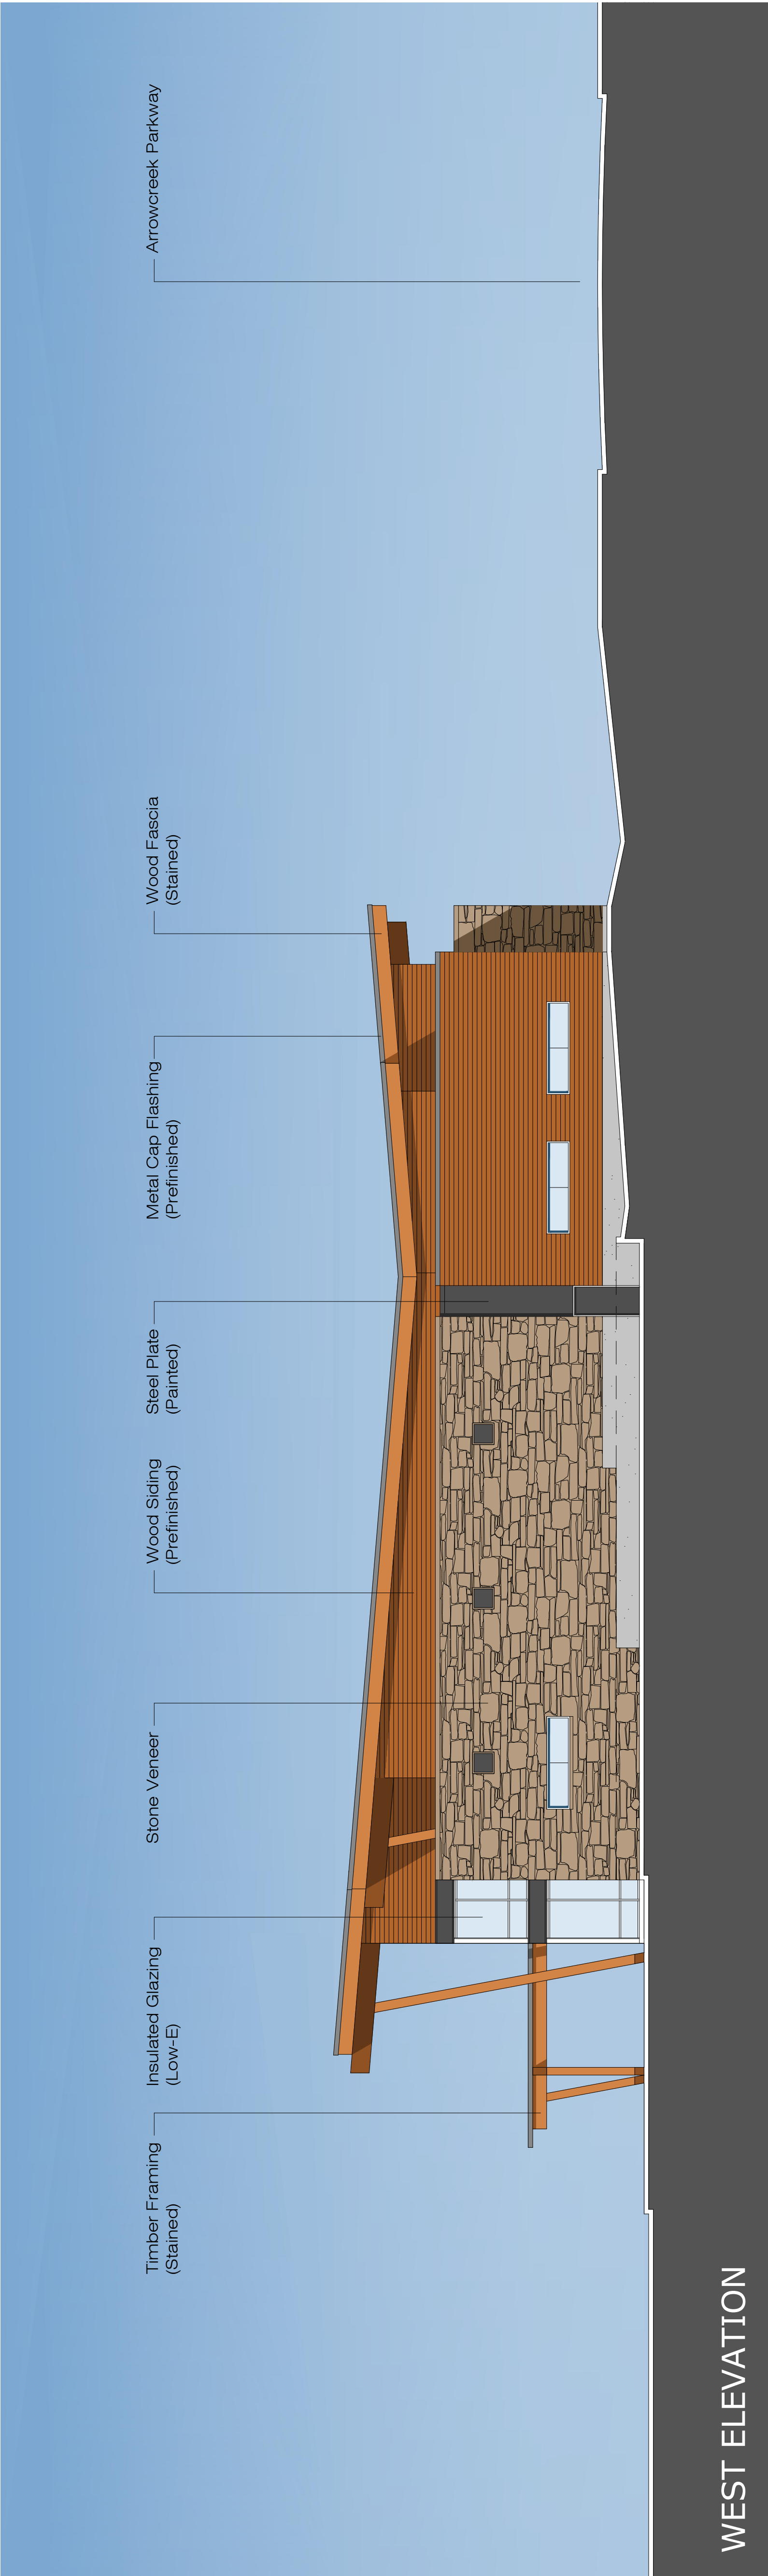 Timber Framing
(Stained)
Insulated Glazing
(Low-E)
Stone Veneer
Wood Siding
(Prefinished)
Steel Plate
(Painted)
Metal Cap Flashing
(Prefinished)
Wood Fascia
(Stained)
Arrowcreek Parkway
WEST ELEVATION